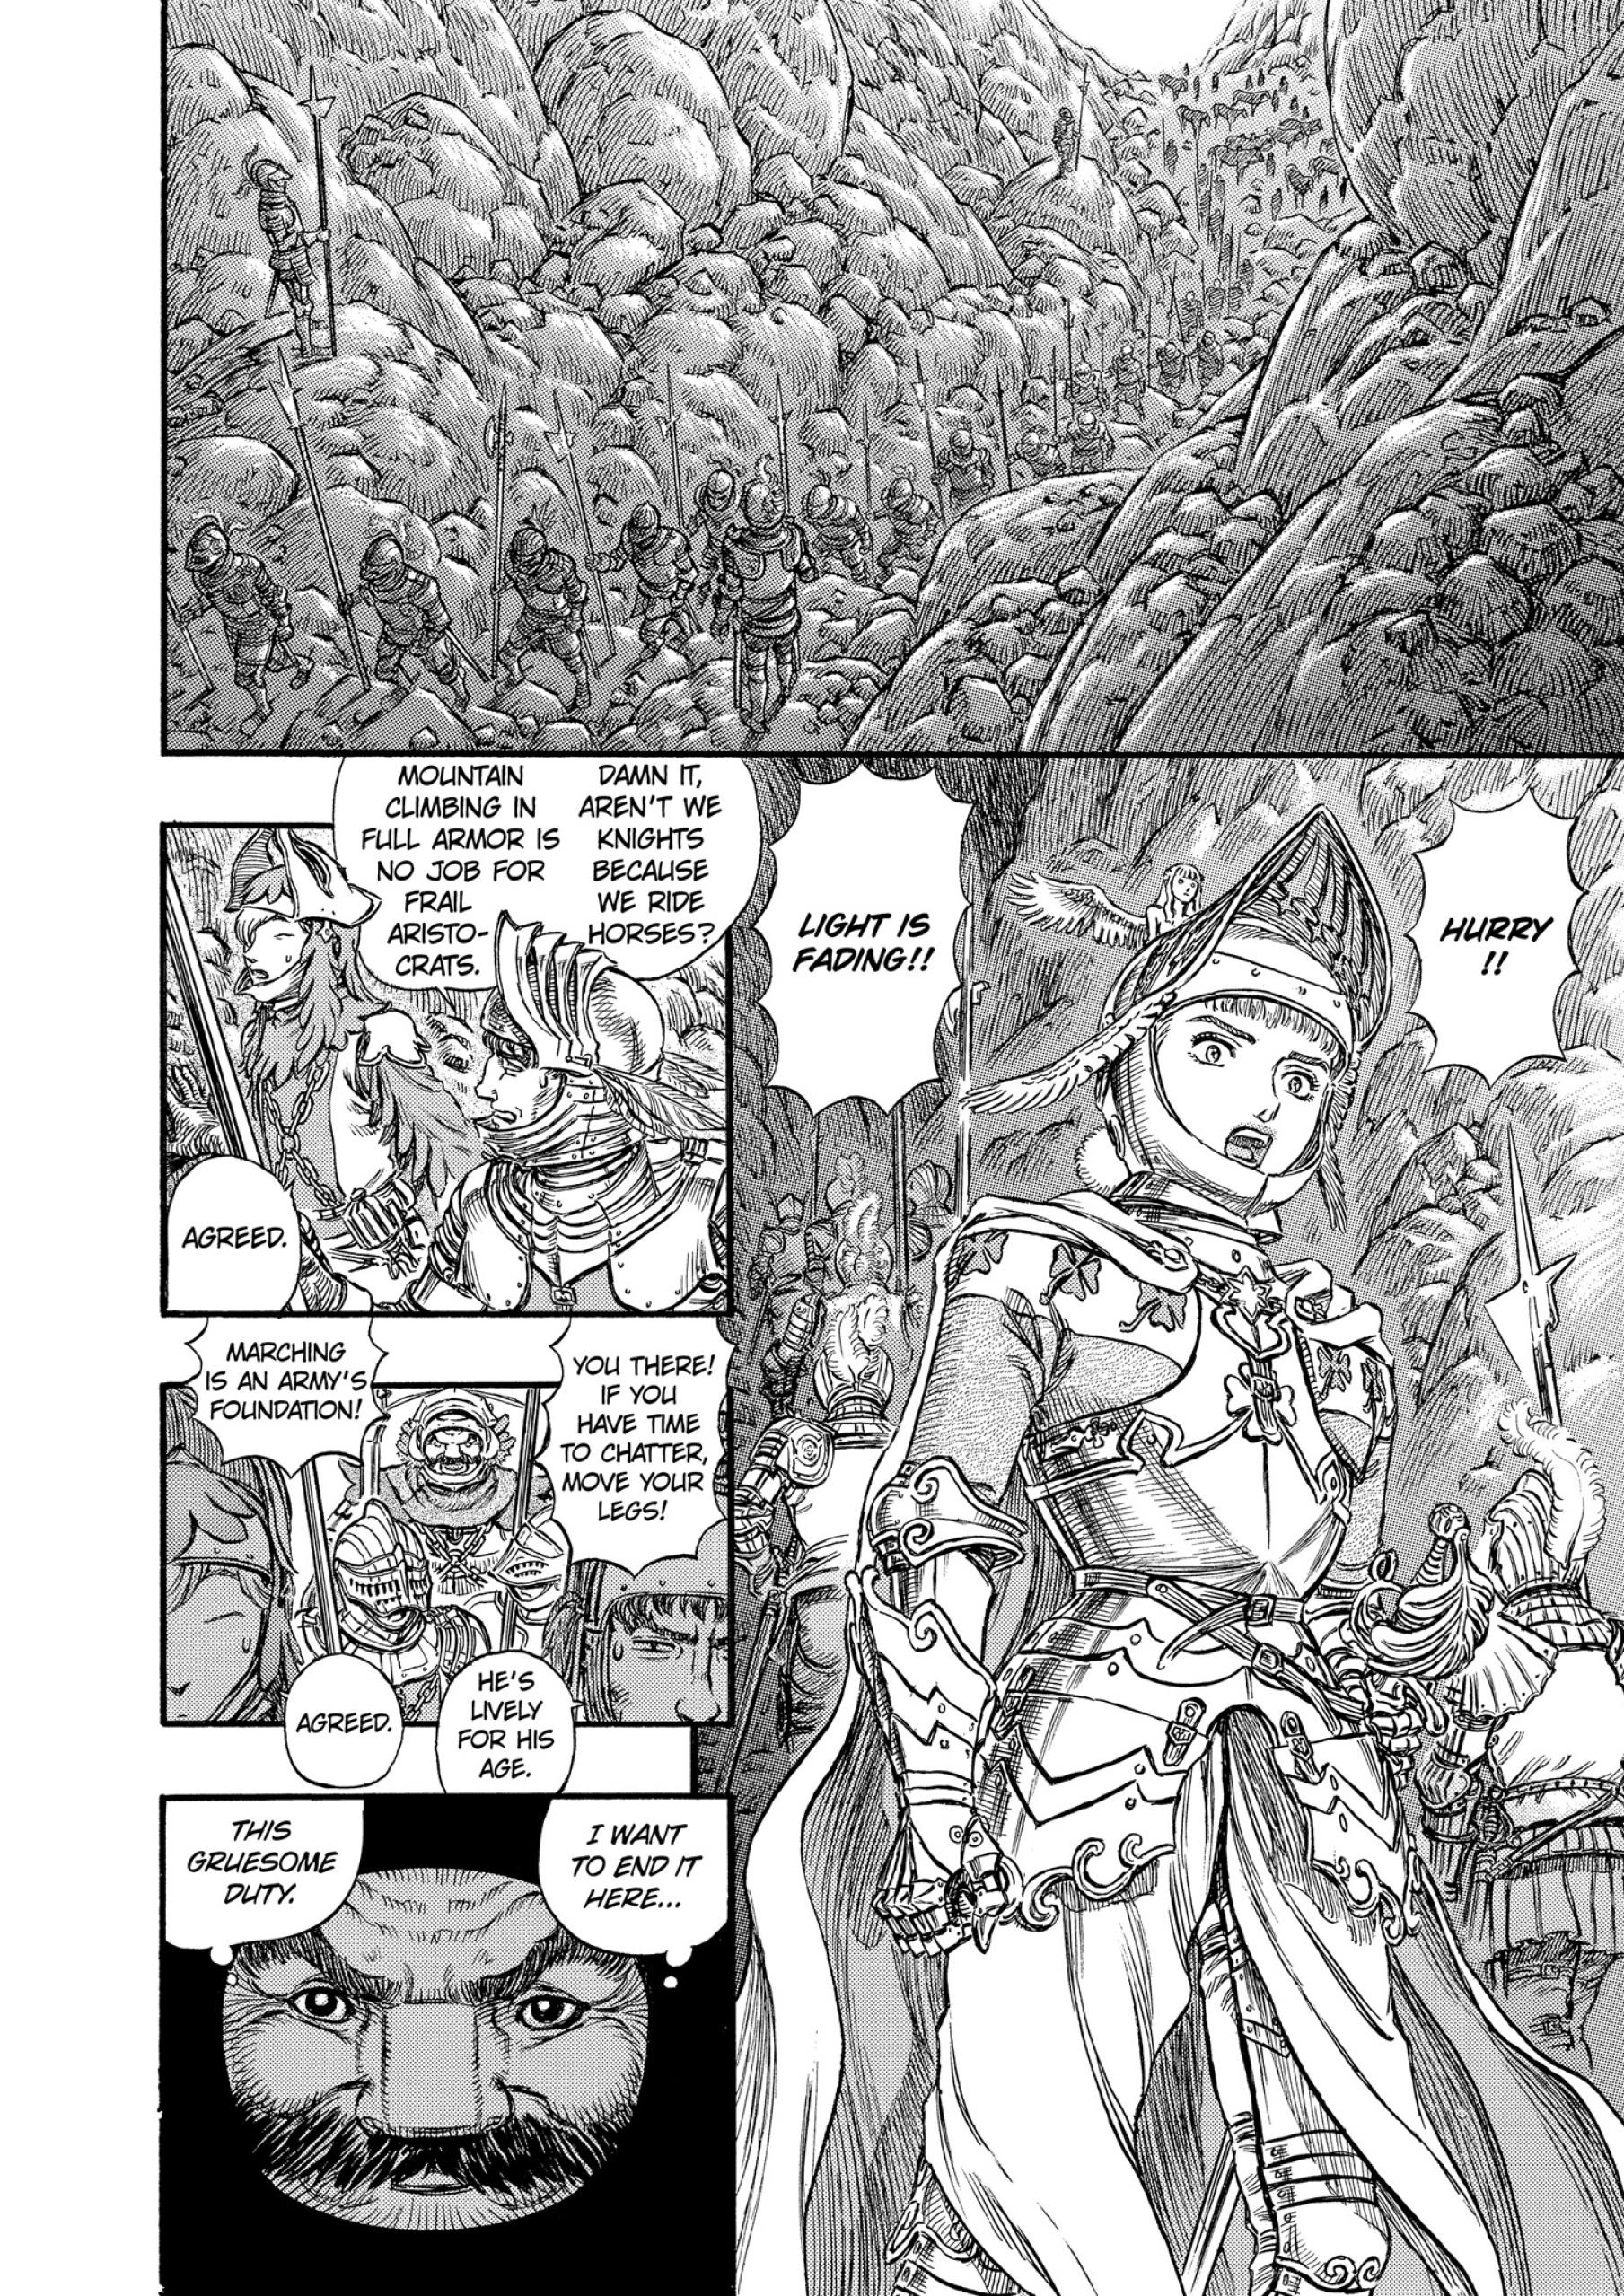 HURRY
!!
LIGHT IS
FADING!!
DAMN IT,
AREN'T WE
KNIGHTS
BECAUSE
WE RIDE
HORSES?
MOUNTAIN
CLIMBING IN
FULL ARMOR IS
NO JOB FOR
FRAIL
ARISTO-
CRATS.
AGREED.
YOU THERE!
IF YOU
HAVE TIME
TO CHATTER,
MOVE YOUR
LEGS!
MARCHING
IS AN ARMY'S
FOUNDATION!
HE'S
LIVELY
FOR HIS
AGE.
AGREED.
I WANT
TO END IT
HERE...
THIS
GRUESOME
DUTY.